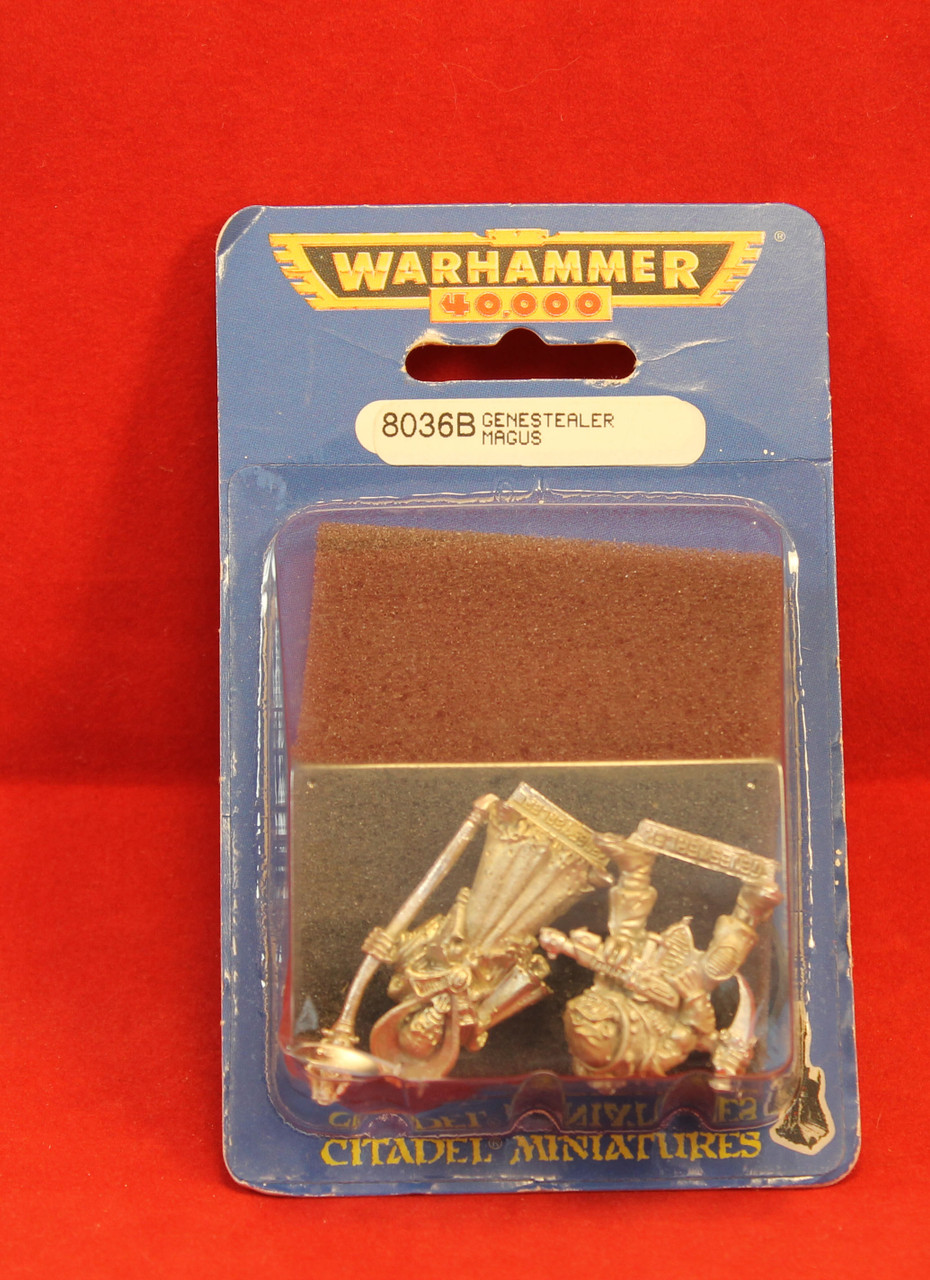 WARHAMMER ®
40,000
8036B GENESTEALER
MAGUS
CITADEL® MINIATURES